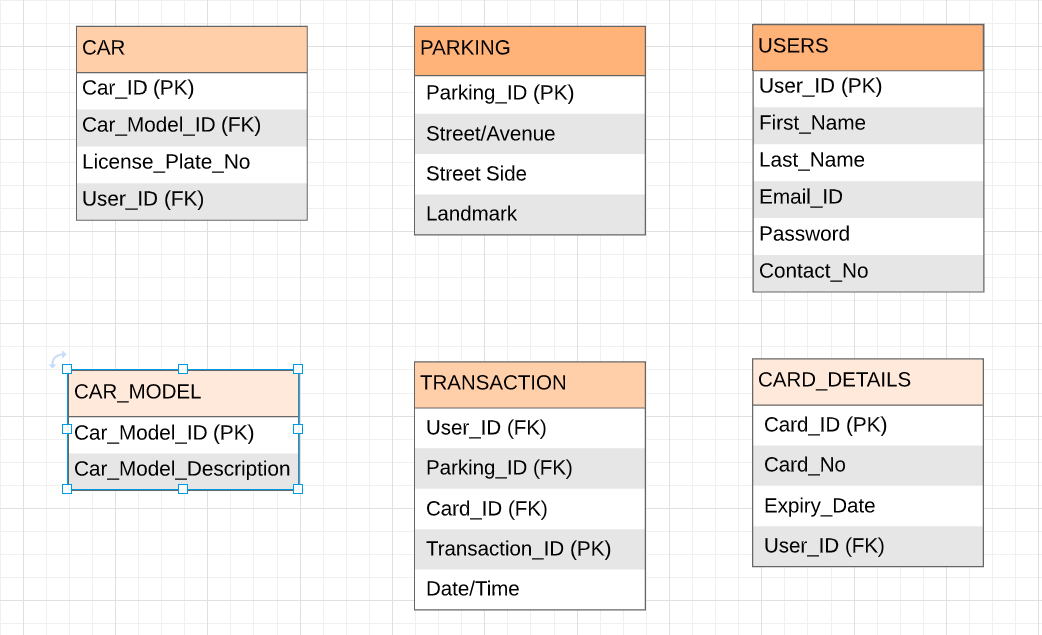 CAR
Car_ID (PK)
Car_Model_ID (FK)
License_Plate_No
User_ID (FK)
PARKING
Parking_ID (PK)
Street/Avenue
Street Side
Landmark
USERS
User_ID (PK)
First_Name
Last_Name
Email_ID
Password
Contact_No
CAR_MODEL
Car_Model_ID (PK)
Car_Model_Description
TRANSACTION
User_ID (FK)
Parking_ID (FK)
Card_ID (FK)
Transaction_ID (PK)
Date/Time
CARD_DETAILS
Card_ID (PK)
Card_No
Expiry_Date
User_ID (FK)